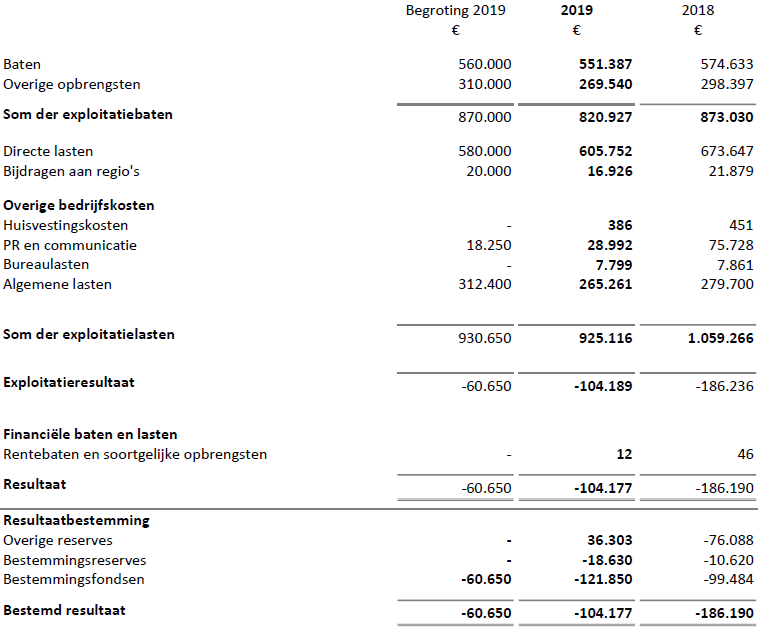 Begroting 2019 2019 2018
€ € €
Baten 560.000 551.387 574.633
Overige opbrengsten 310.000 269.540 298.397
Som der exploitatiebaten 870.000 820.927 873.030
Directe lasten 580.000 605.752 673.647
Bijdragen aan regio's 20.000 16.926 21.879
Overige bedrijfskosten
Huisvestingskosten - 386 451
PR en communicatie 18.250 28.992 75.728
Bureaulasten - 7.799 7.861
Algemene lasten 312.400 265.261 279.700
Som der exploitatielasten 930.650 925.116 1.059.266
Exploitatieresultaat -60.650 -104.189 -186.236
Financiële baten en lasten
Rentebaten en soortgelijke opbrengsten - 12 46
Resultaat -60.650 -104.177 -186.190
Resultaatbestemming
Overige reserves - 36.303 -76.088
Bestemmingsreserves - -18.630 -10.620
Bestemmingsfondsen -60.650 -121.850 -99.484
Bestemd resultaat -60.650 -104.177 -186.190